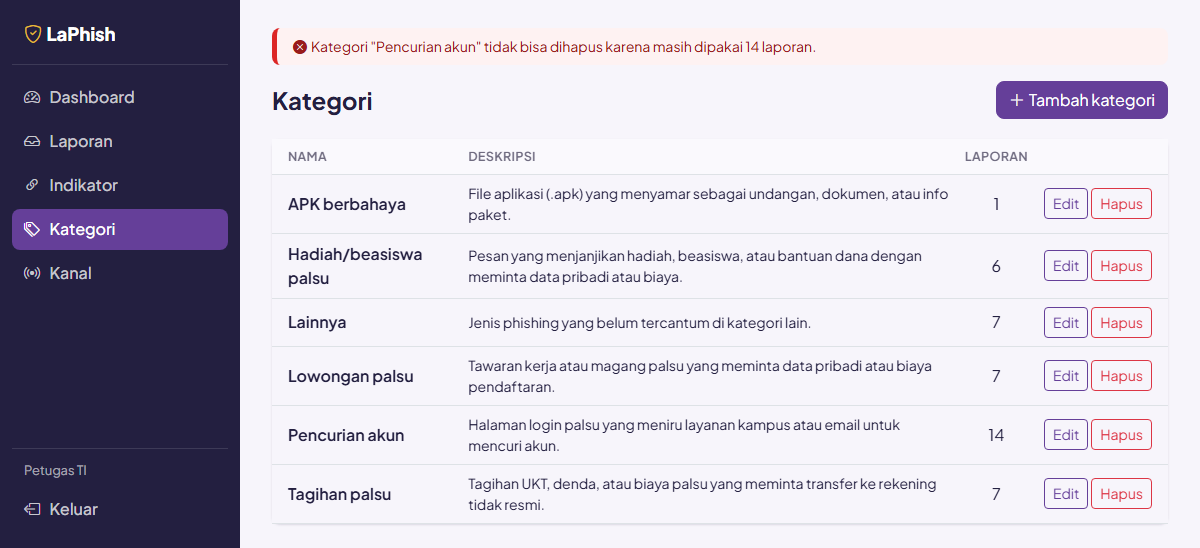 LaPhish
Dashboard
Laporan
Indikator
Kategori
Kanal
Petugas TI
Keluar
Kategori "Pencurian akun" tidak bisa dihapus karena masih dipakai 14 laporan.
Kategori
+ Tambah kategori
NAMA DESKRIPSI LAPORAN
APK berbahaya
File aplikasi (.apk) yang menyamar sebagai undangan, dokumen, atau info
paket.
1 Edit Hapus
Hadiah/beasiswa
palsu
Pesan yang menjanjikan hadiah, beasiswa, atau bantuan dana dengan
meminta data pribadi atau biaya.
6 Edit Hapus
Lainnya
Jenis phishing yang belum tercantum di kategori lain.
7 Edit Hapus
Lowongan palsu
Tawaran kerja atau magang palsu yang meminta data pribadi atau biaya
pendaftaran.
7 Edit Hapus
Pencurian akun
Halaman login palsu yang meniru layanan kampus atau email untuk
mencuri akun.
14 Edit Hapus
Tagihan palsu
Tagihan UKT, denda, atau biaya palsu yang meminta transfer ke rekening
tidak resmi.
7 Edit Hapus